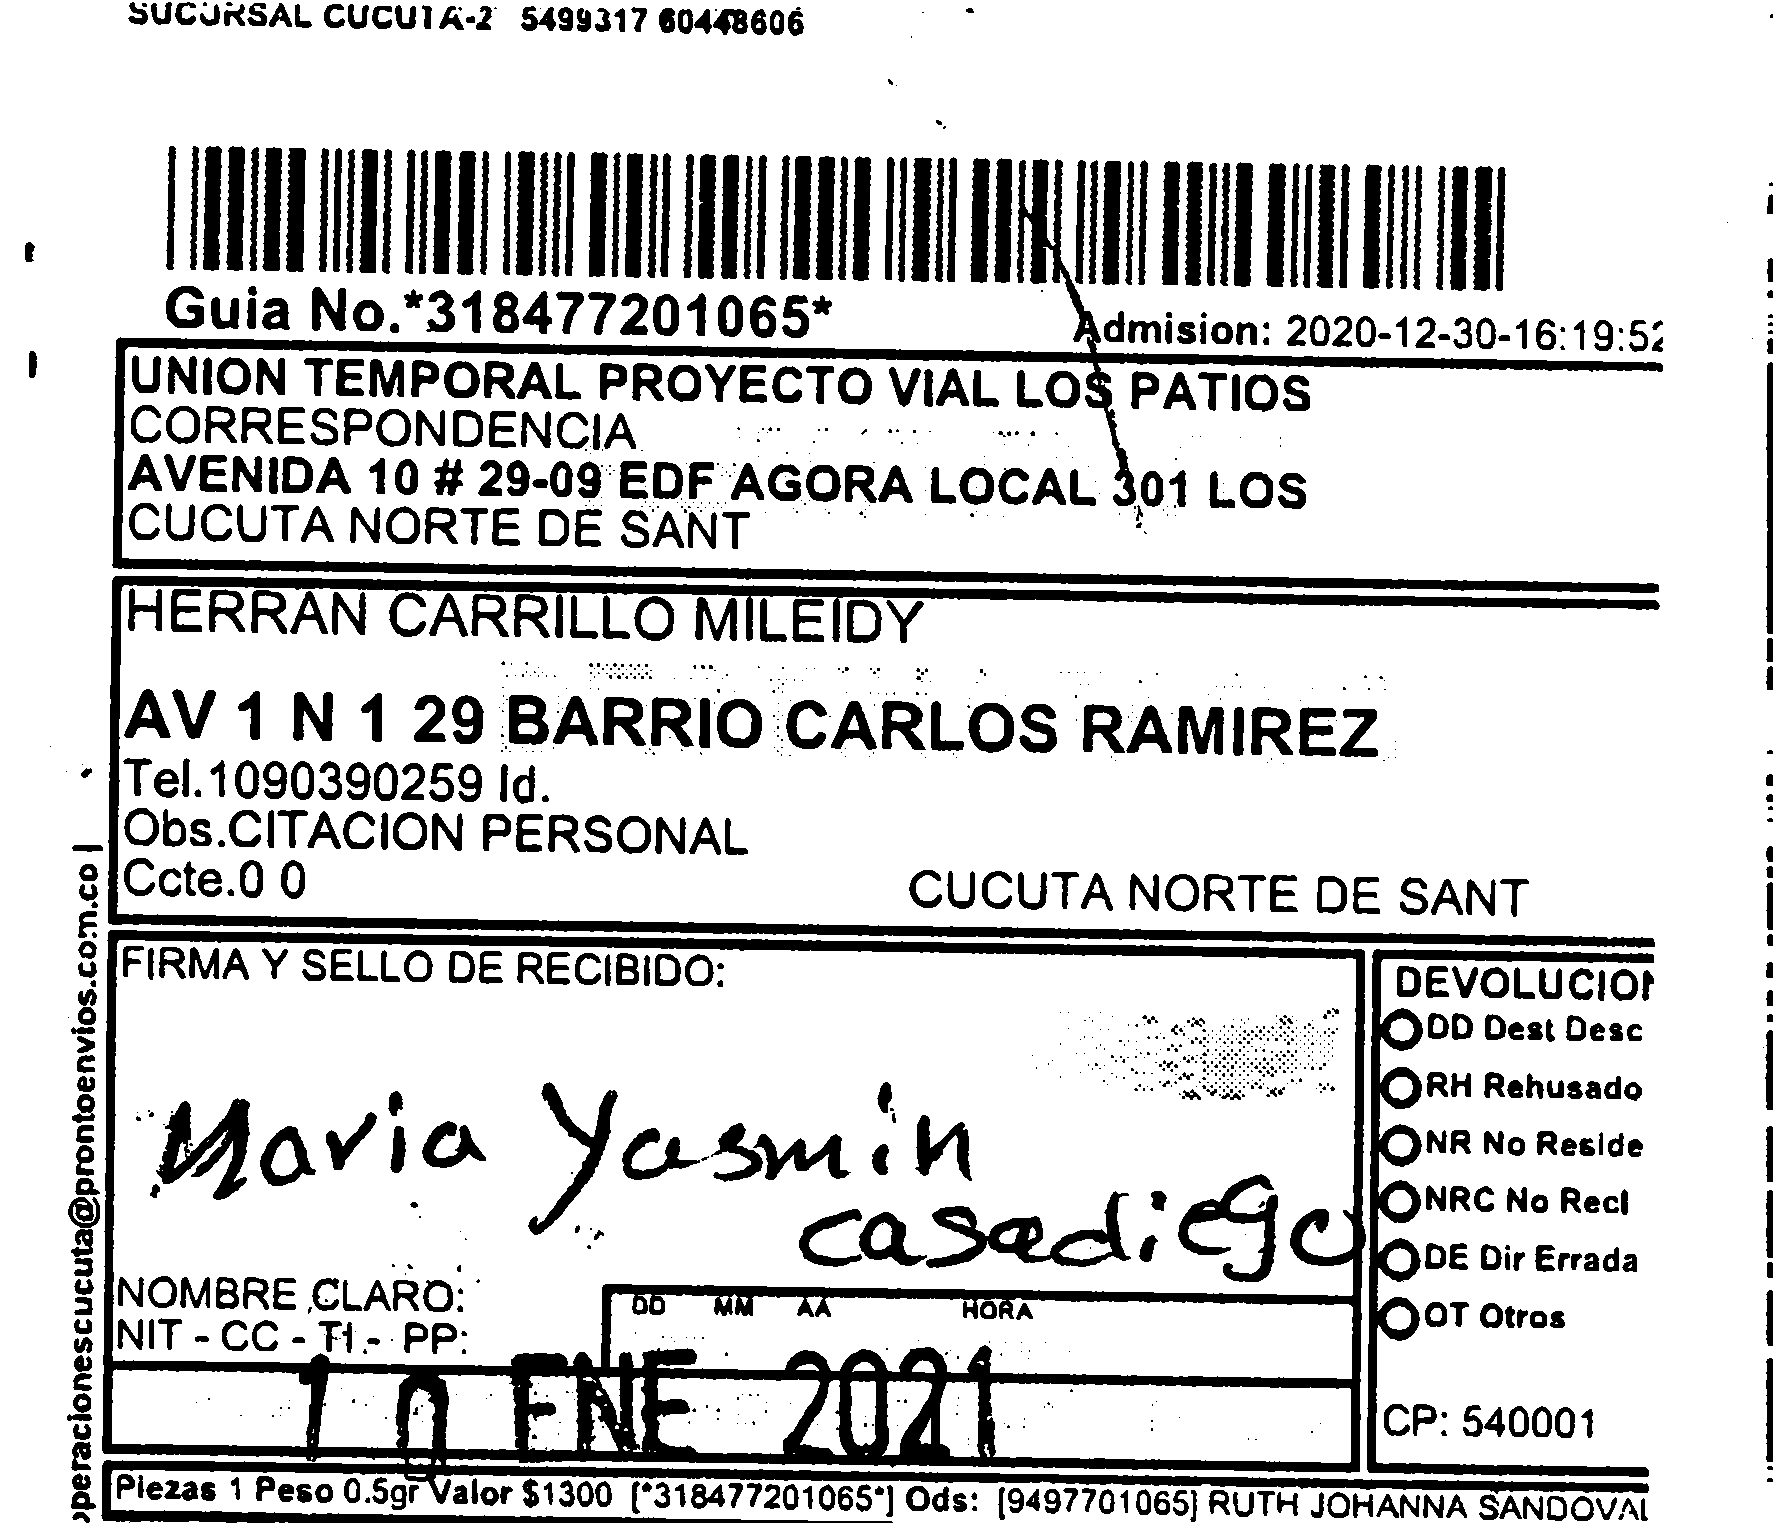 SUCURSAL CUCUTA-2 5499317 60448606
Guia No.*318477201065*
Admision: 2020-12-30-16:19:52
UNION TEMPORAL PROYECTO VIAL LOS PATIOS
CORRESPONDENCIA
AVENIDA 10 # 29-09 EDF AGORA LOCAL 301 LOS
CUCUTA NORTE DE SANT
HERRAN CARRILLO MILEIDY
AV 1 N 1 29 BARRIO CARLOS RAMIREZ
Tel.1090390259 Id.
Obs.CITACION PERSONAL
Ccte.0 0
CUCUTA NORTE DE SANT
operacionescucuta@prontoenvios.com.co |
FIRMA Y SELLO DE RECIBIDO:
Maria Yasmin
casadiego
NOMBRE CLARO:
NIT - CC - TI - PP:
DD MM AA HORA
10 ENE 2021
DEVOLUCION
DD Dest Desc
RH Rehusado
NR No Reside
NRC No Recl
DE Dir Errada
OT Otros
CP: 540001
Piezas 1 Peso 0.5gr Valor $1300 [*318477201065*] Ods: [9497701065] RUTH JOHANNA SANDOVAL